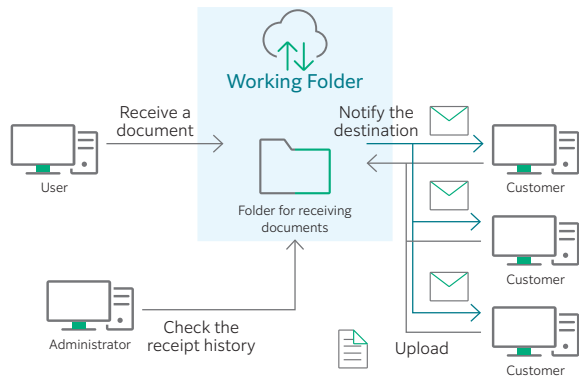 Working Folder
Receive a
document
Notify the
destination
User
Folder for receiving
documents
Customer
Customer
Administrator
Check the
receipt history
Upload
Customer